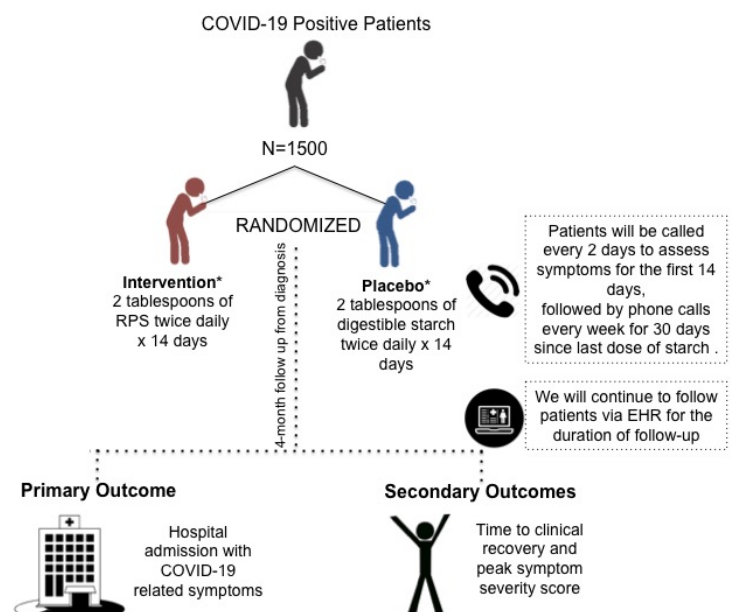 COVID-19 Positive Patients
N=1500
RANDOMIZED
Intervention*
2 tablespoons of
RPS twice daily
x 14 days
Placebo*
2 tablespoons of
digestible starch
twice daily x 14
days
4-month follow up from diagnosis
Patients will be called
every 2 days to assess
symptoms for the first 14
days,
followed by phone calls
every week for 30 days
since last dose of starch .
We will continue to follow
patients via EHR for the
duration of follow-up
Primary Outcome
Hospital
admission with
COVID-19
related symptoms
Secondary Outcomes
Time to clinical
recovery and
peak symptom
severity score